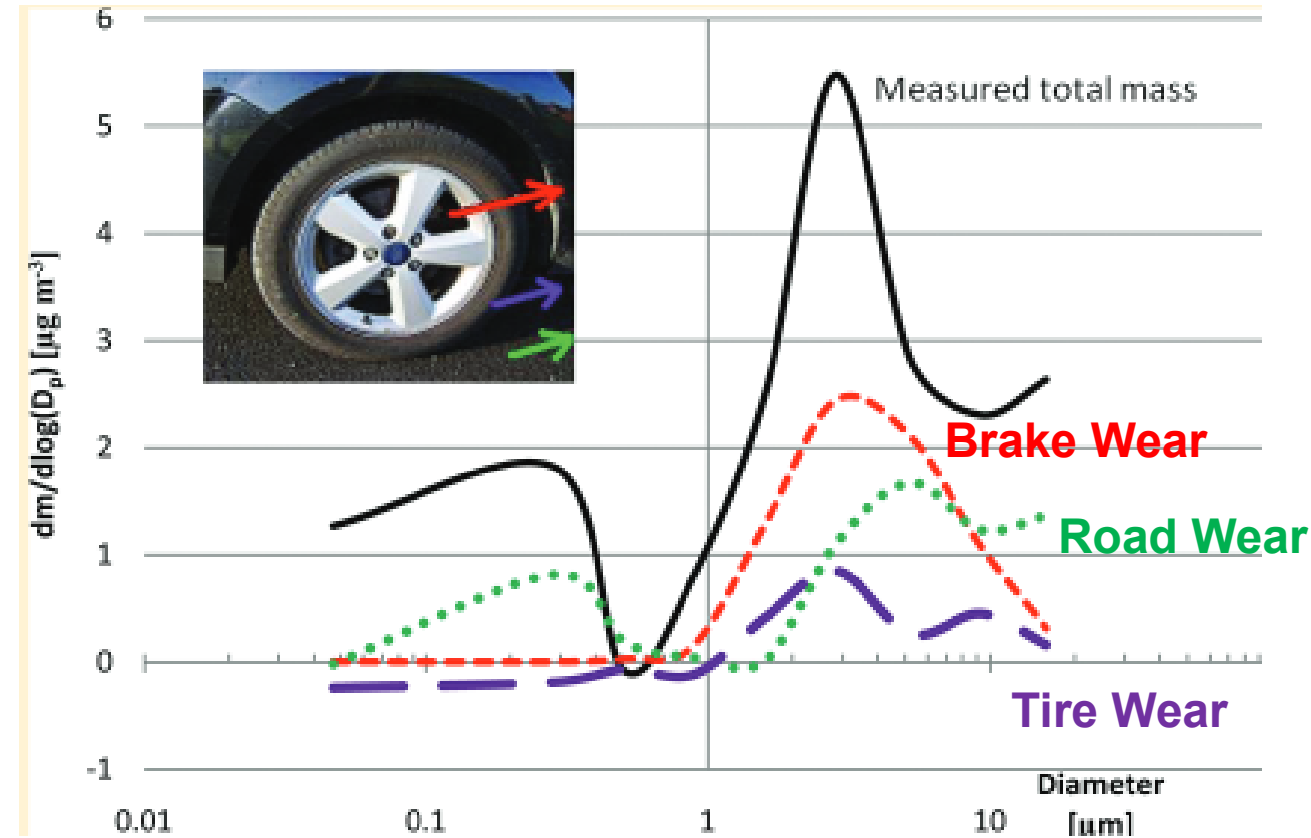 6
5
4
3
2
1
0
-1
dm/dlog(Dₚ) [µg m⁻³]
Measured total mass
Brake Wear
Road Wear
Tire Wear
Diameter
[µm]
0.01
0.1
1
10